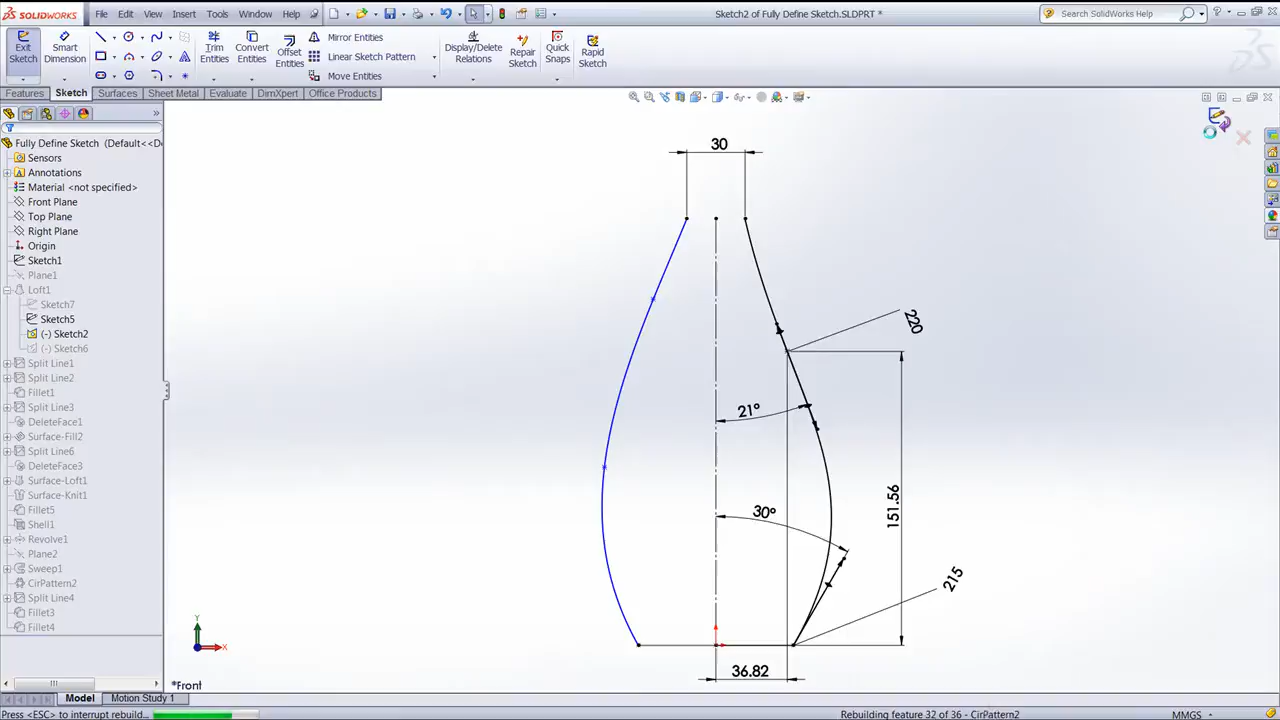 SOLIDWORKS
File Edit View Insert Tools Window Help
Sketch2 of Fully Define Sketch.SLDPRT *
Search SolidWorks Help
Exit Sketch
Smart Dimension
Trim Entities
Convert Entities
Offset Entities
Mirror Entities
Linear Sketch Pattern
Move Entities
Display/Delete Relations
Repair Sketch
Quick Snaps
Rapid Sketch
Features Sketch Surfaces Sheet Metal Evaluate DimXpert Office Products
Fully Define Sketch (Default<<D
Sensors
Annotations
Material <not specified>
Front Plane
Top Plane
Right Plane
Origin
Sketch1
Plane1
Loft1
Sketch7
Sketch5
(-) Sketch2
(-) Sketch6
Split Line1
Split Line2
Fillet1
Split Line3
DeleteFace1
Surface-Fill2
Split Line6
DeleteFace3
Surface-Loft1
Surface-Knit1
Fillet5
Shell1
Revolve1
Plane2
Sweep1
CirPattern2
Split Line4
Fillet3
Fillet4
30
220
21°
151.56
30°
215
36.82
Y
X
*Front
Model Motion Study 1
Press <ESC> to interrupt rebuild...
Rebuilding feature 32 of 36 - CirPattern2
MMGS